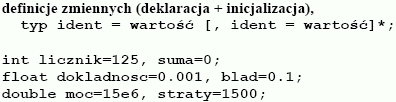 definicje zmiennych (deklaracja + inicjalizacja),
typ ident = wartość [, ident = wartość]*;
int licznik=125, suma=0;
float dokladnosc=0.001, blad=0.1;
double moc=15e6, straty=1500;